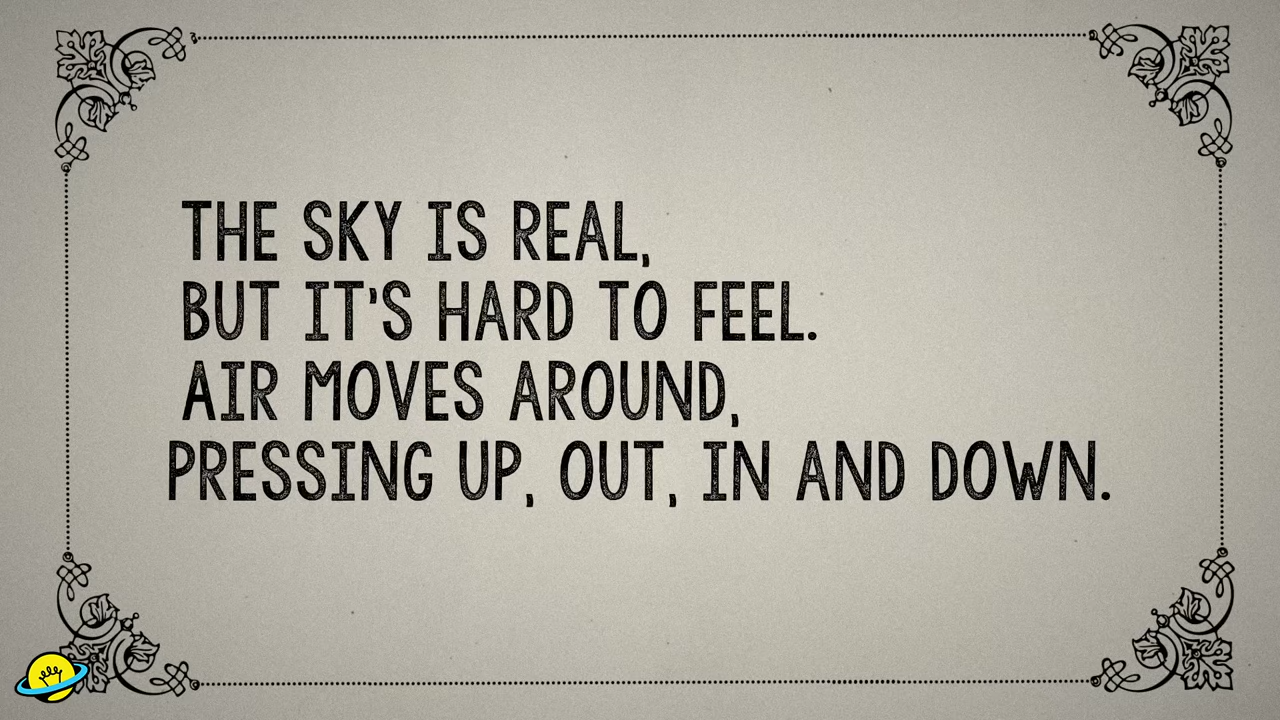 THE SKY IS REAL,
BUT IT'S HARD TO FEEL.
AIR MOVES AROUND,
PRESSING UP, OUT, IN AND DOWN.